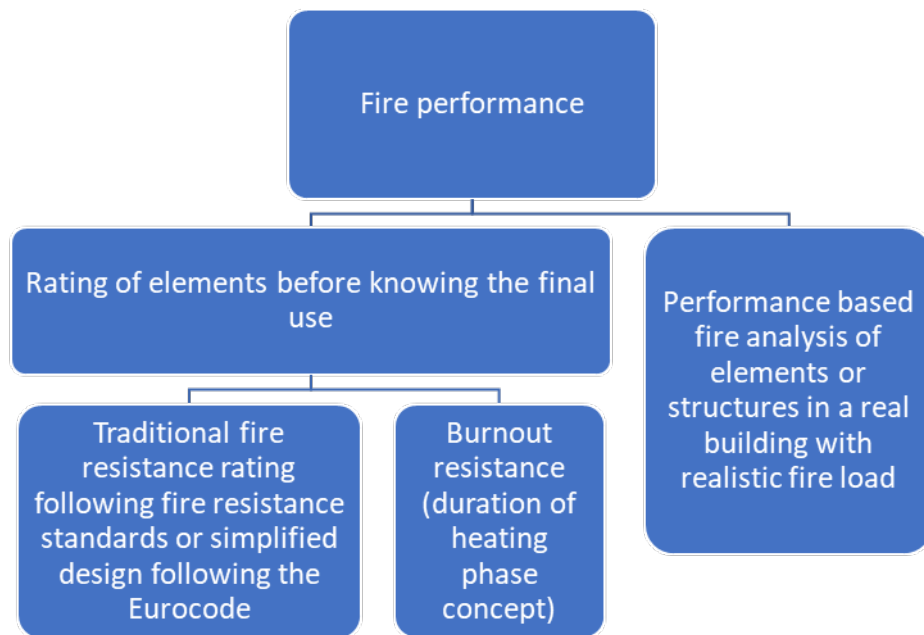 Fire performance
Rating of elements before knowing the final
use
Performance based
fire analysis of
elements or
structures in a real
building with
realistic fire load
Traditional fire
resistance rating
following fire resistance
standards or simplified
design following the
Eurocode
Burnout
resistance
(duration of
heating
phase
concept)